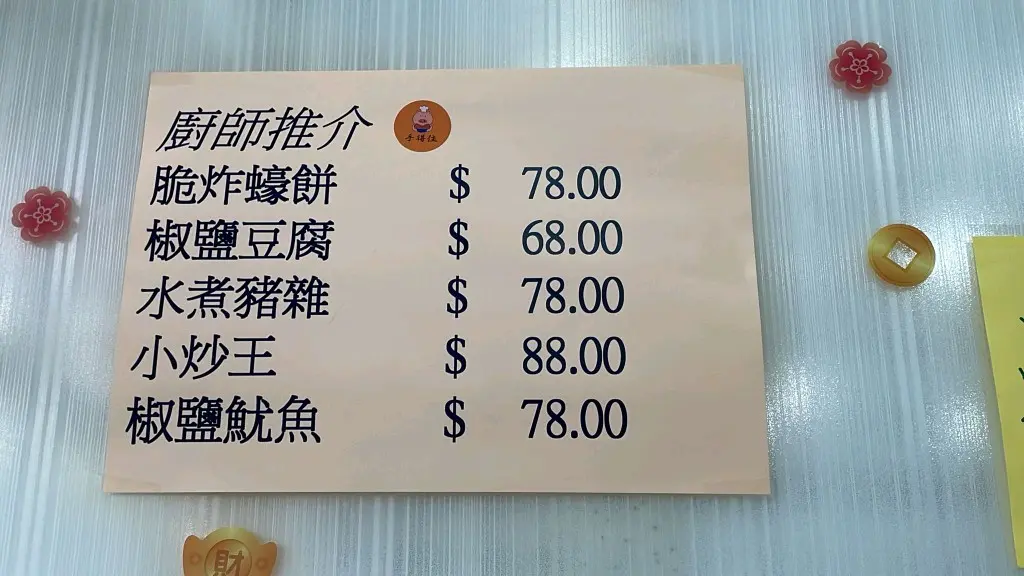 廚師推介
脆炸蠔餅 $ 78.00
椒鹽豆腐 $ 68.00
水煮豬雜 $ 78.00
小炒王 $ 88.00
椒鹽魷魚 $ 78.00
財